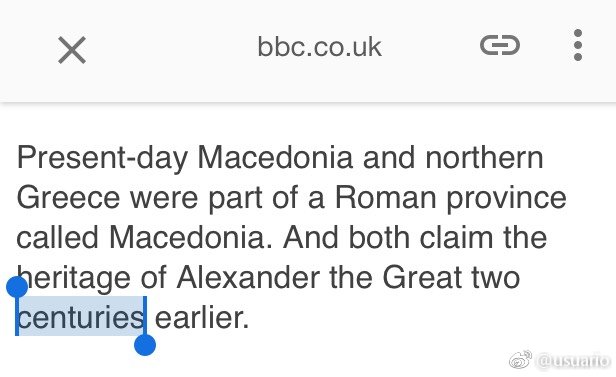 bbc.co.uk
Present-day Macedonia and northern
Greece were part of a Roman province
called Macedonia. And both claim the
heritage of Alexander the Great two
centuries earlier.
@usuario